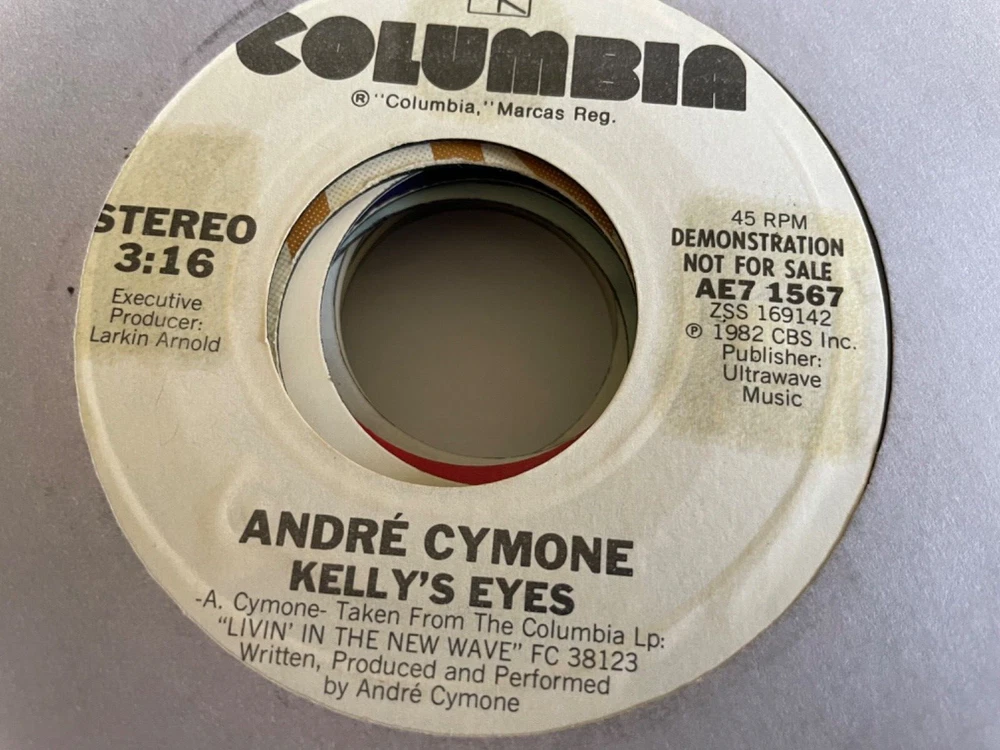 COLUMBIA
® "Columbia," Marcas Reg.
STEREO
3:16
Executive
Producer:
Larkin Arnold
45 RPM
DEMONSTRATION
NOT FOR SALE
AE7 1567
ZSS 169142
℗ 1982 CBS Inc.
Publisher:
Ultrawave
Music
ANDRÉ CYMONE
KELLY'S EYES
-A. Cymone- Taken From The Columbia Lp:
"LIVIN' IN THE NEW WAVE" FC 38123
Written, Produced and Performed
by André Cymone